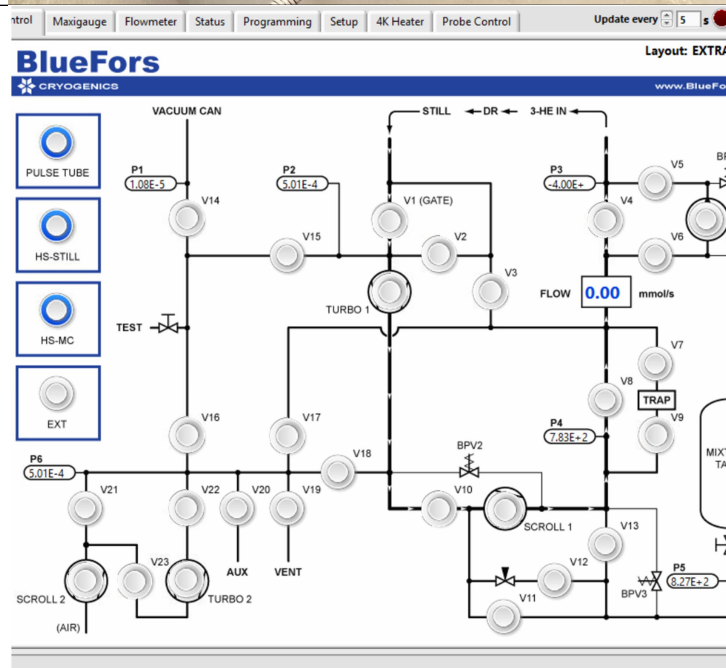 ntrol Maxigauge Flowmeter Status Programming Setup 4K Heater Probe Control Update every 5 s
BlueFors
Layout: EXTRA
CRYOGENICS
www.BlueFo
VACUUM CAN
STILL DR 3-HE IN
PULSE TUBE
P1
1.08E-5
P2
5.01E-4
P3
-4.00E+
V5
BP
V14
V1 (GATE)
V4
HS-STILL
V15
V2
V6
V3
TURBO 1
FLOW 0.00 mmol/s
HS-MC
TEST
V7
V8
TRAP
EXT
V16
V17
P4
7.83E+2
V9
P6
5.01E-4
V18
BPV2
MIX
TA
V21
V22
V20
V19
V10
SCROLL 1
V13
V23
AUX
VENT
V12
P5
8.27E+2
SCROLL 2
TURBO 2
V11
BPV3
(AIR)